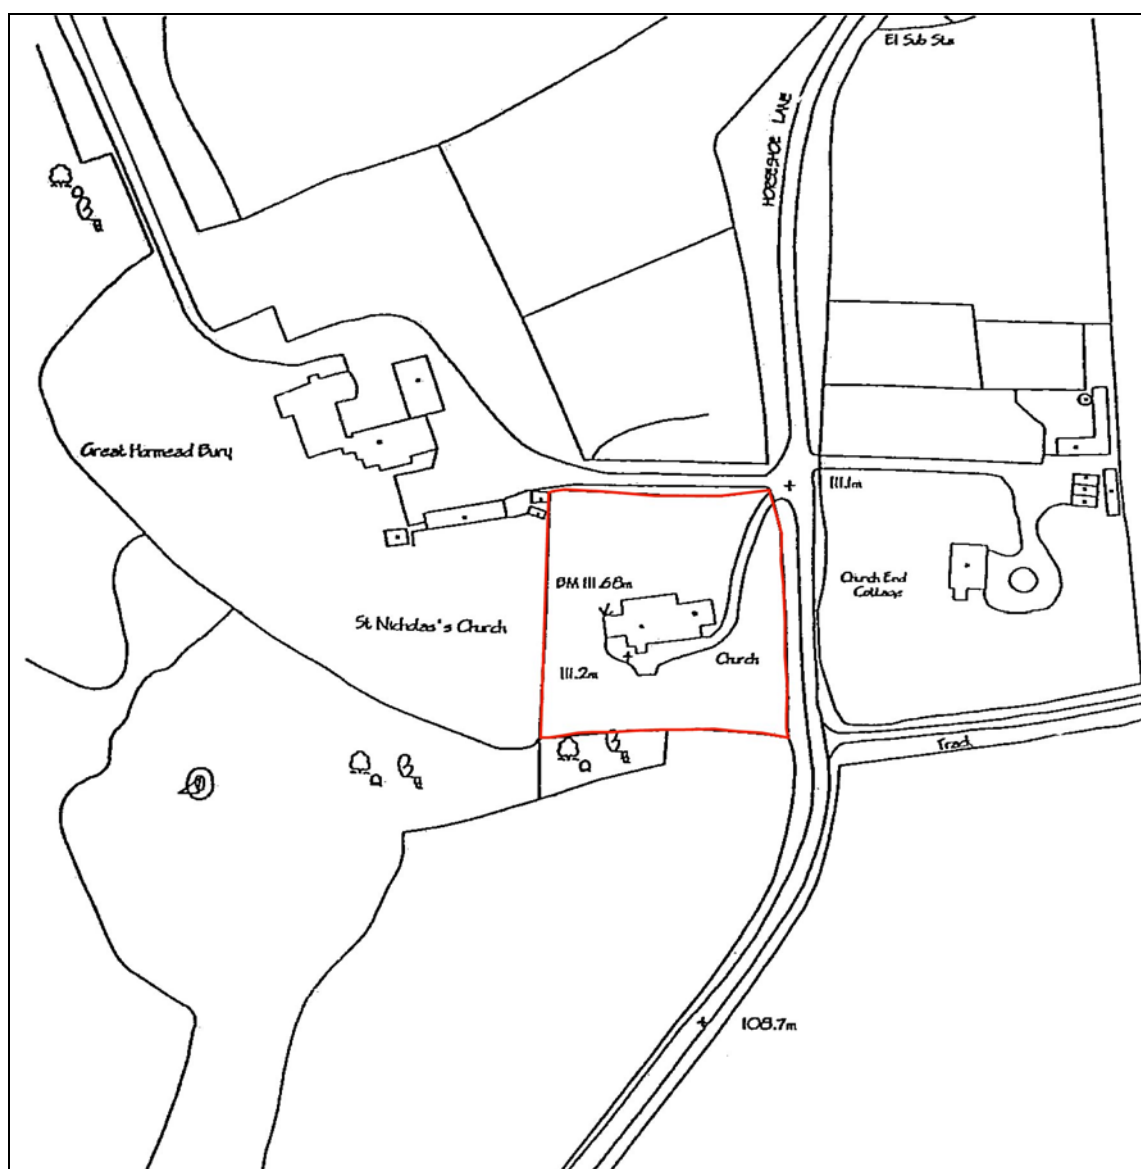 El Sub Sta
HORSESHOE LANE
Great Hormead Bury
111.1m
BM 111.68m
Church End
Cottage
St Nicholas's Church
Church
111.2m
Track
108.7m